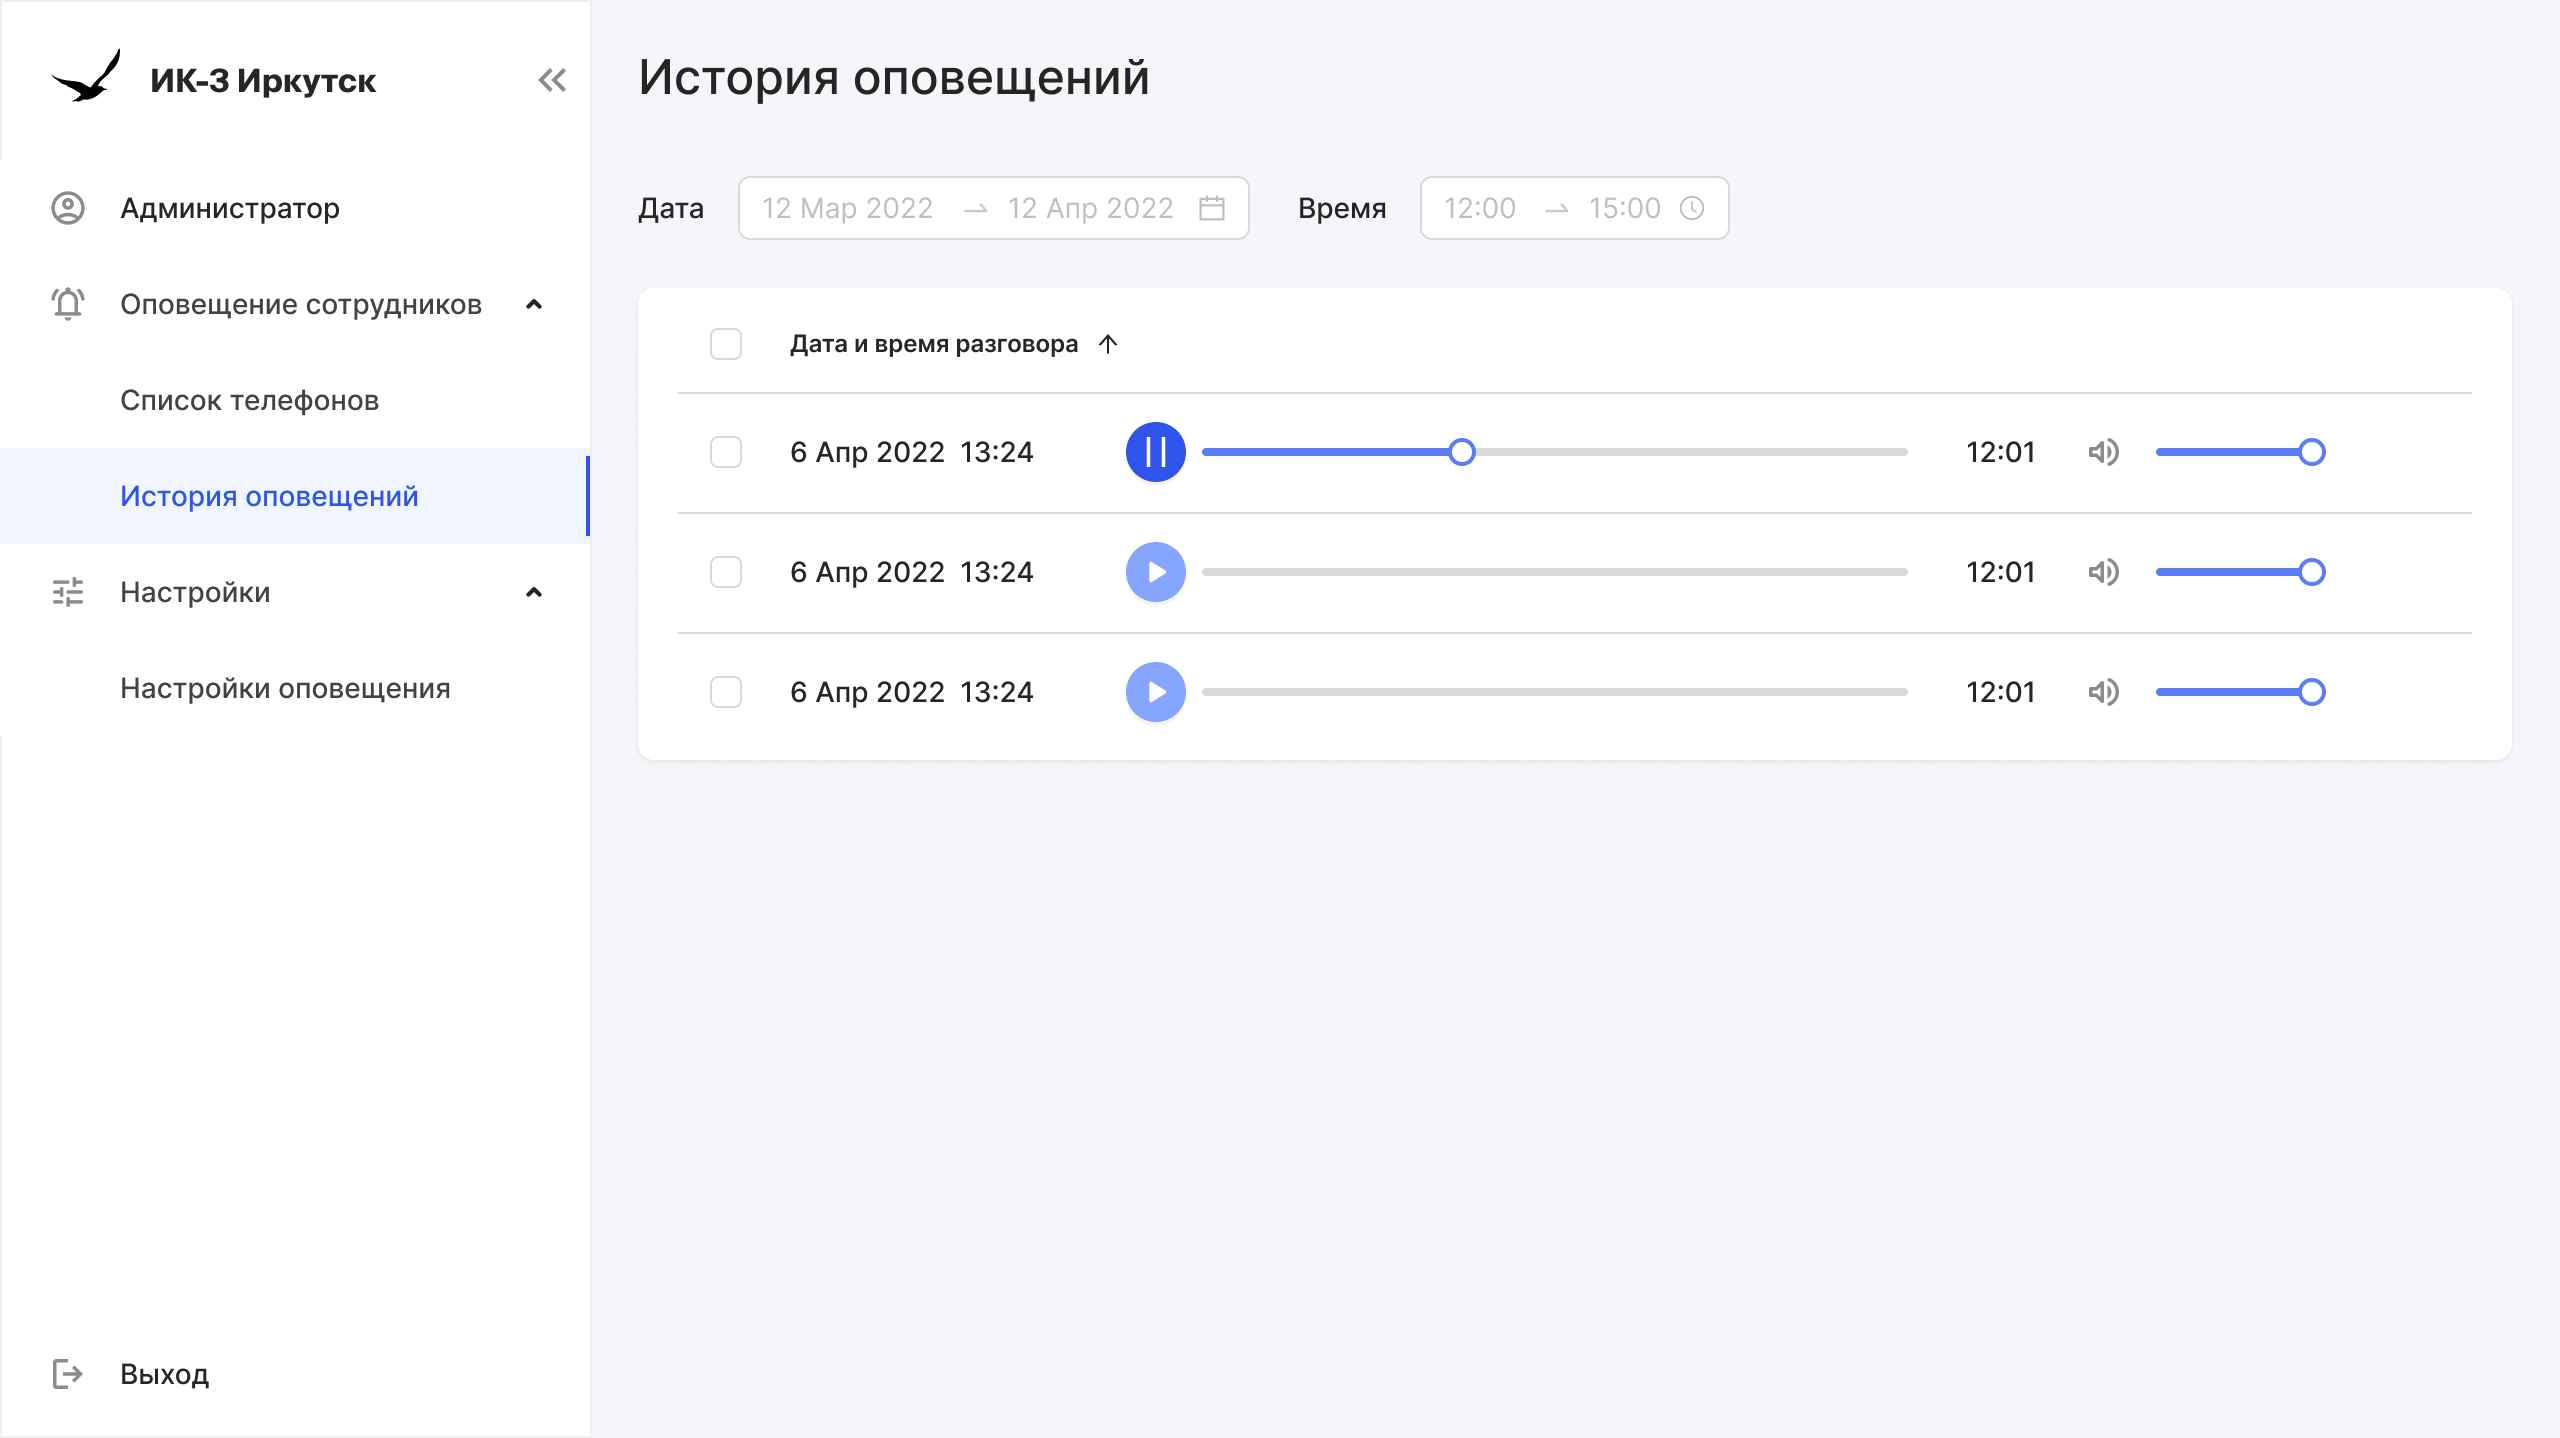 ИК-3 Иркутск
Администратор
Оповещение сотрудников
Список телефонов
История оповещений
Настройки
Настройки оповещения
Выход
История оповещений
Дата 12 Мар 2022 12 Апр 2022 Время 12:00 15:00
Дата и время разговора
6 Апр 2022 13:24 12:01
6 Апр 2022 13:24 12:01
6 Апр 2022 13:24 12:01